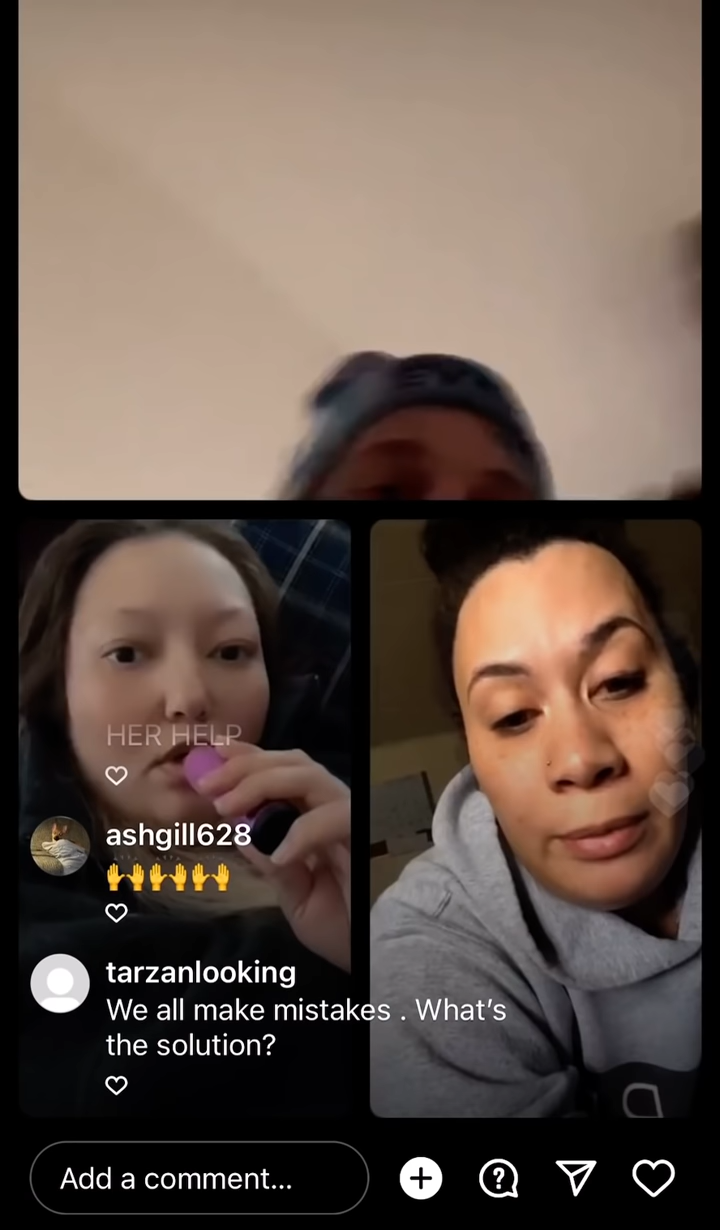 HER HELP
ashgill628
🙌🙌🙌
tarzanlooking
We all make mistakes . What's
the solution?
Add a comment...